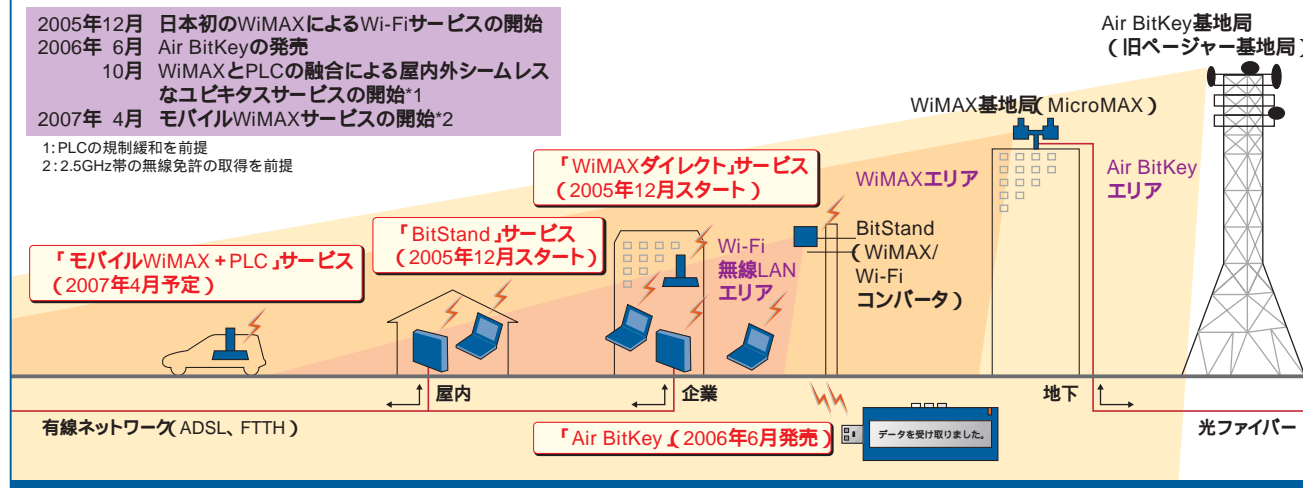 2005年12月 日本初のWiMAXによるWi-Fiサービスの開始
2006年 6月 Air BitKeyの発売
10月 WiMAXとPLCの融合による屋内外シームレス
なユビキタスサービスの開始*1
2007年 4月 モバイルWiMAXサービスの開始*2
1:PLCの規制緩和を前提
2:2.5GHz帯の無線免許の取得を前提
Air BitKey基地局
(旧ページャー基地局)
WiMAX基地局(MicroMAX)
「WiMAXダイレクト」サービス
(2005年12月スタート)
WiMAXエリア
Air BitKey
エリア
「BitStand」サービス
(2005年12月スタート)
Wi-Fi
無線LAN
エリア
BitStand
(WiMAX/
Wi-Fi
コンバータ)
「モバイルWiMAX+PLC」サービス
(2007年4月予定)
屋内
企業
地下
有線ネットワーク(ADSL、FTTH)
「Air BitKey」(2006年6月発売)
データを受け取りました。
光ファイバー